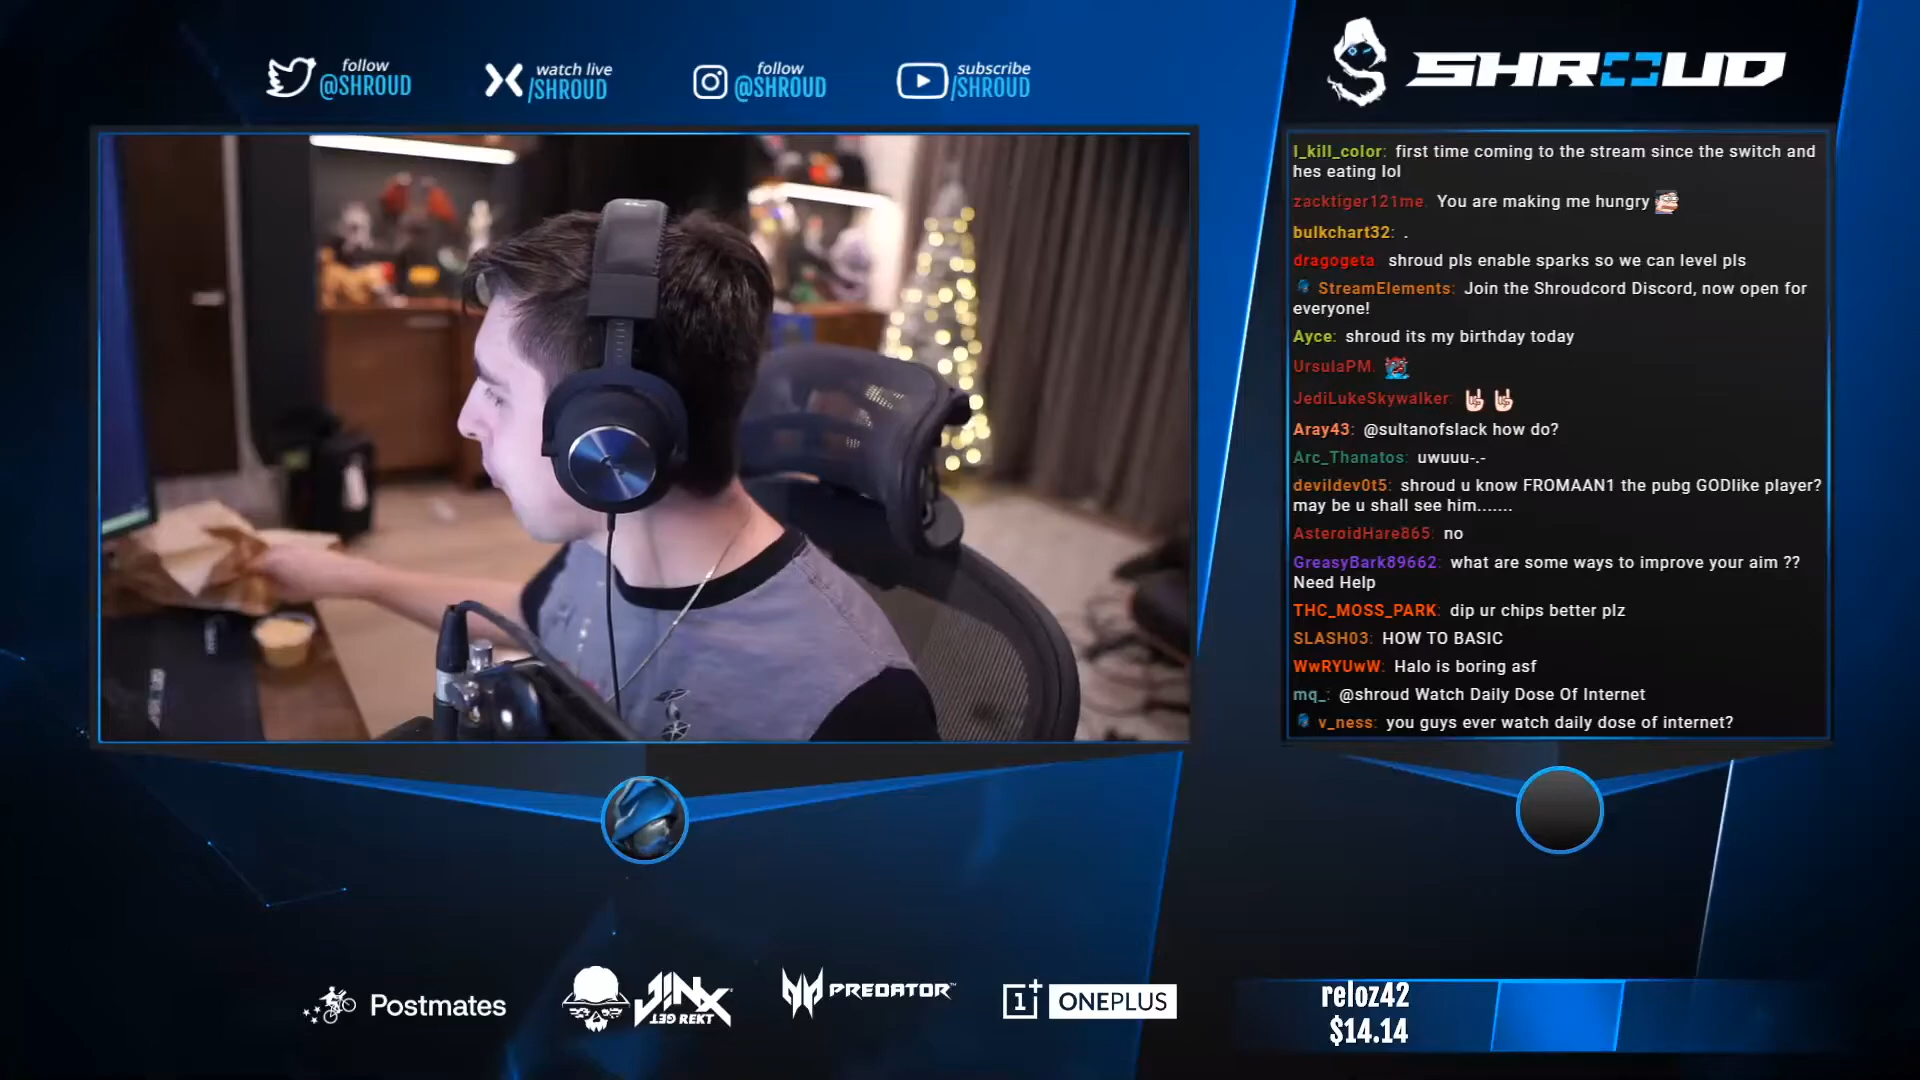 follow
@SHROUD
watch live
/SHROUD
follow
@SHROUD
subscribe
/SHROUD
SHROUD
I_kill_color: first time coming to the stream since the switch and
hes eating lol
zacktiger121me: You are making me hungry
bulkchart32: .
dragogeta: shroud pls enable sparks so we can level pls
StreamElements: Join the Shroudcord Discord, now open for
everyone!
Ayce: shroud its my birthday today
UrsulaPM:
JediLukeSkywalker:
Aray43: @sultanofslack how do?
Arc_Thanatos: uwuuu-.-
devildev0t5: shroud u know FROMAAN1 the pubg GODlike player?
may be u shall see him.......
AsteroidHare865: no
GreasyBark89662: what are some ways to improve your aim ??
Need Help
THC_MOSS_PARK: dip ur chips better plz
SLASH03: HOW TO BASIC
WwRYUwW: Halo is boring asf
mq_: @shroud Watch Daily Dose Of Internet
v_ness: you guys ever watch daily dose of internet?
Postmates
JINX
GET REKT
PREDATOR™
1+ ONEPLUS
reloz42
$14.14